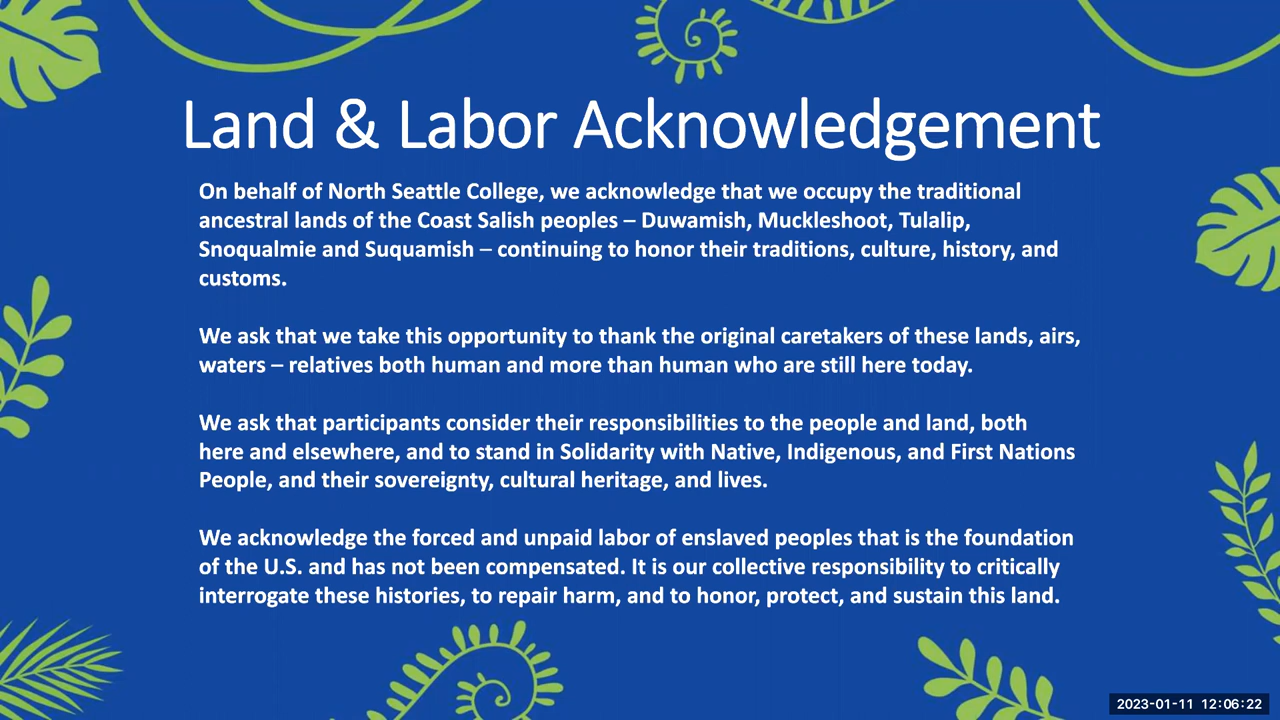 Land & Labor Acknowledgement
On behalf of North Seattle College, we acknowledge that we occupy the traditional
ancestral lands of the Coast Salish peoples – Duwamish, Muckleshoot, Tulalip,
Snoqualmie and Suquamish – continuing to honor their traditions, culture, history, and
customs.
We ask that we take this opportunity to thank the original caretakers of these lands, airs,
waters – relatives both human and more than human who are still here today.
We ask that participants consider their responsibilities to the people and land, both
here and elsewhere, and to stand in Solidarity with Native, Indigenous, and First Nations
People, and their sovereignty, cultural heritage, and lives.
We acknowledge the forced and unpaid labor of enslaved peoples that is the foundation
of the U.S. and has not been compensated. It is our collective responsibility to critically
interrogate these histories, to repair harm, and to honor, protect, and sustain this land.
2023-01-11 12:06:22